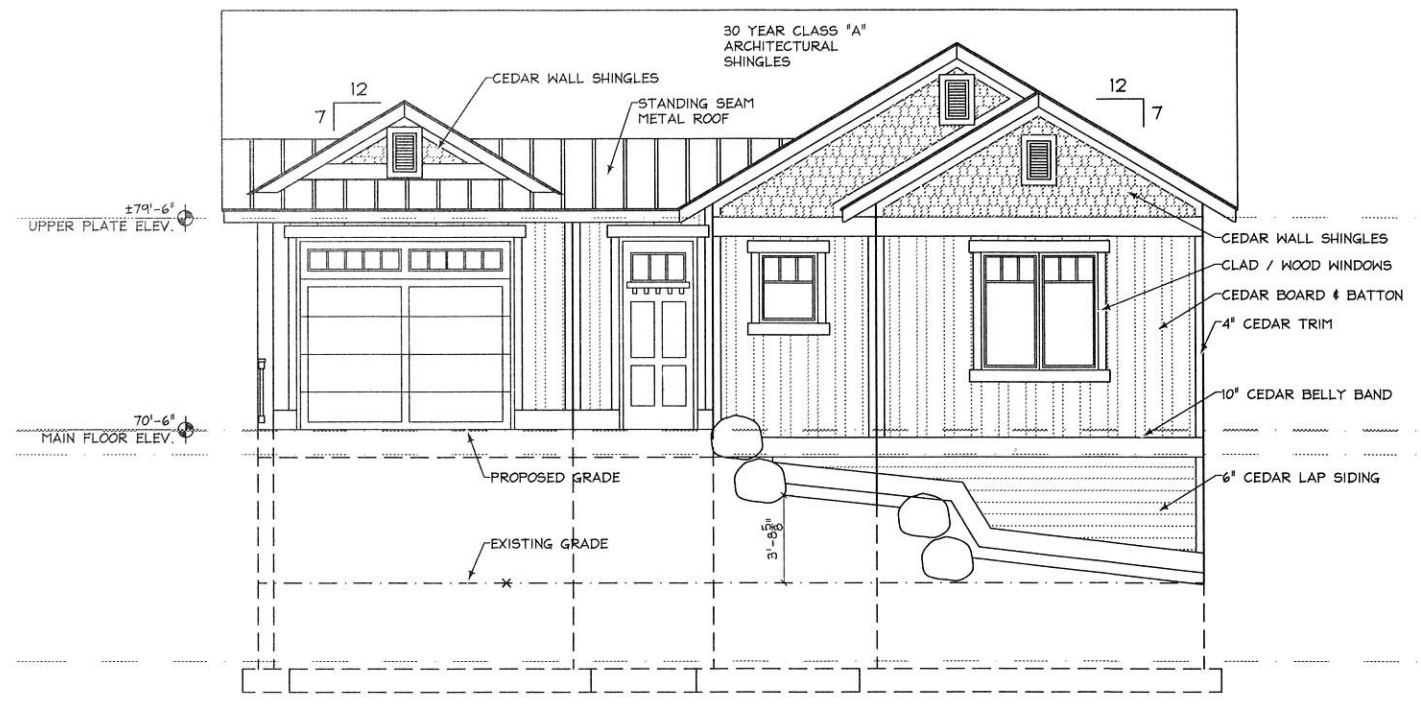 30 YEAR CLASS "A"
ARCHITECTURAL
SHINGLES
CEDAR WALL SHINGLES
12
7
STANDING SEAM
METAL ROOF
12
7
±79'-6"
UPPER PLATE ELEV.
CEDAR WALL SHINGLES
CLAD / WOOD WINDOWS
CEDAR BOARD & BATTON
4" CEDAR TRIM
10" CEDAR BELLY BAND
70'-6"
MAIN FLOOR ELEV.
PROPOSED GRADE
6" CEDAR LAP SIDING
EXISTING GRADE
3'-8⅝"